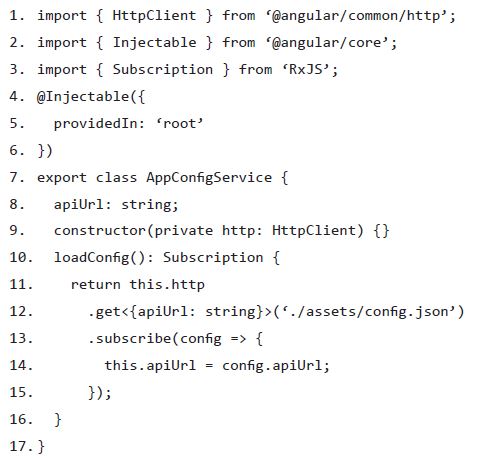 1. import { HttpClient } from ‘@angular/common/http’;
2. import { Injectable } from ‘@angular/core’;
3. import { Subscription } from ‘RxJS’;
4. @Injectable({
5.   providedIn: ‘root’
6. })
7. export class AppConfigService {
8.   apiUrl: string;
9.   constructor(private http: HttpClient) {}
10.   loadConfig(): Subscription {
11.     return this.http
12.       .get<{apiUrl: string}>(‘./assets/config.json’)
13.       .subscribe(config => {
14.         this.apiUrl = config.apiUrl;
15.       });
16.   }
17. }